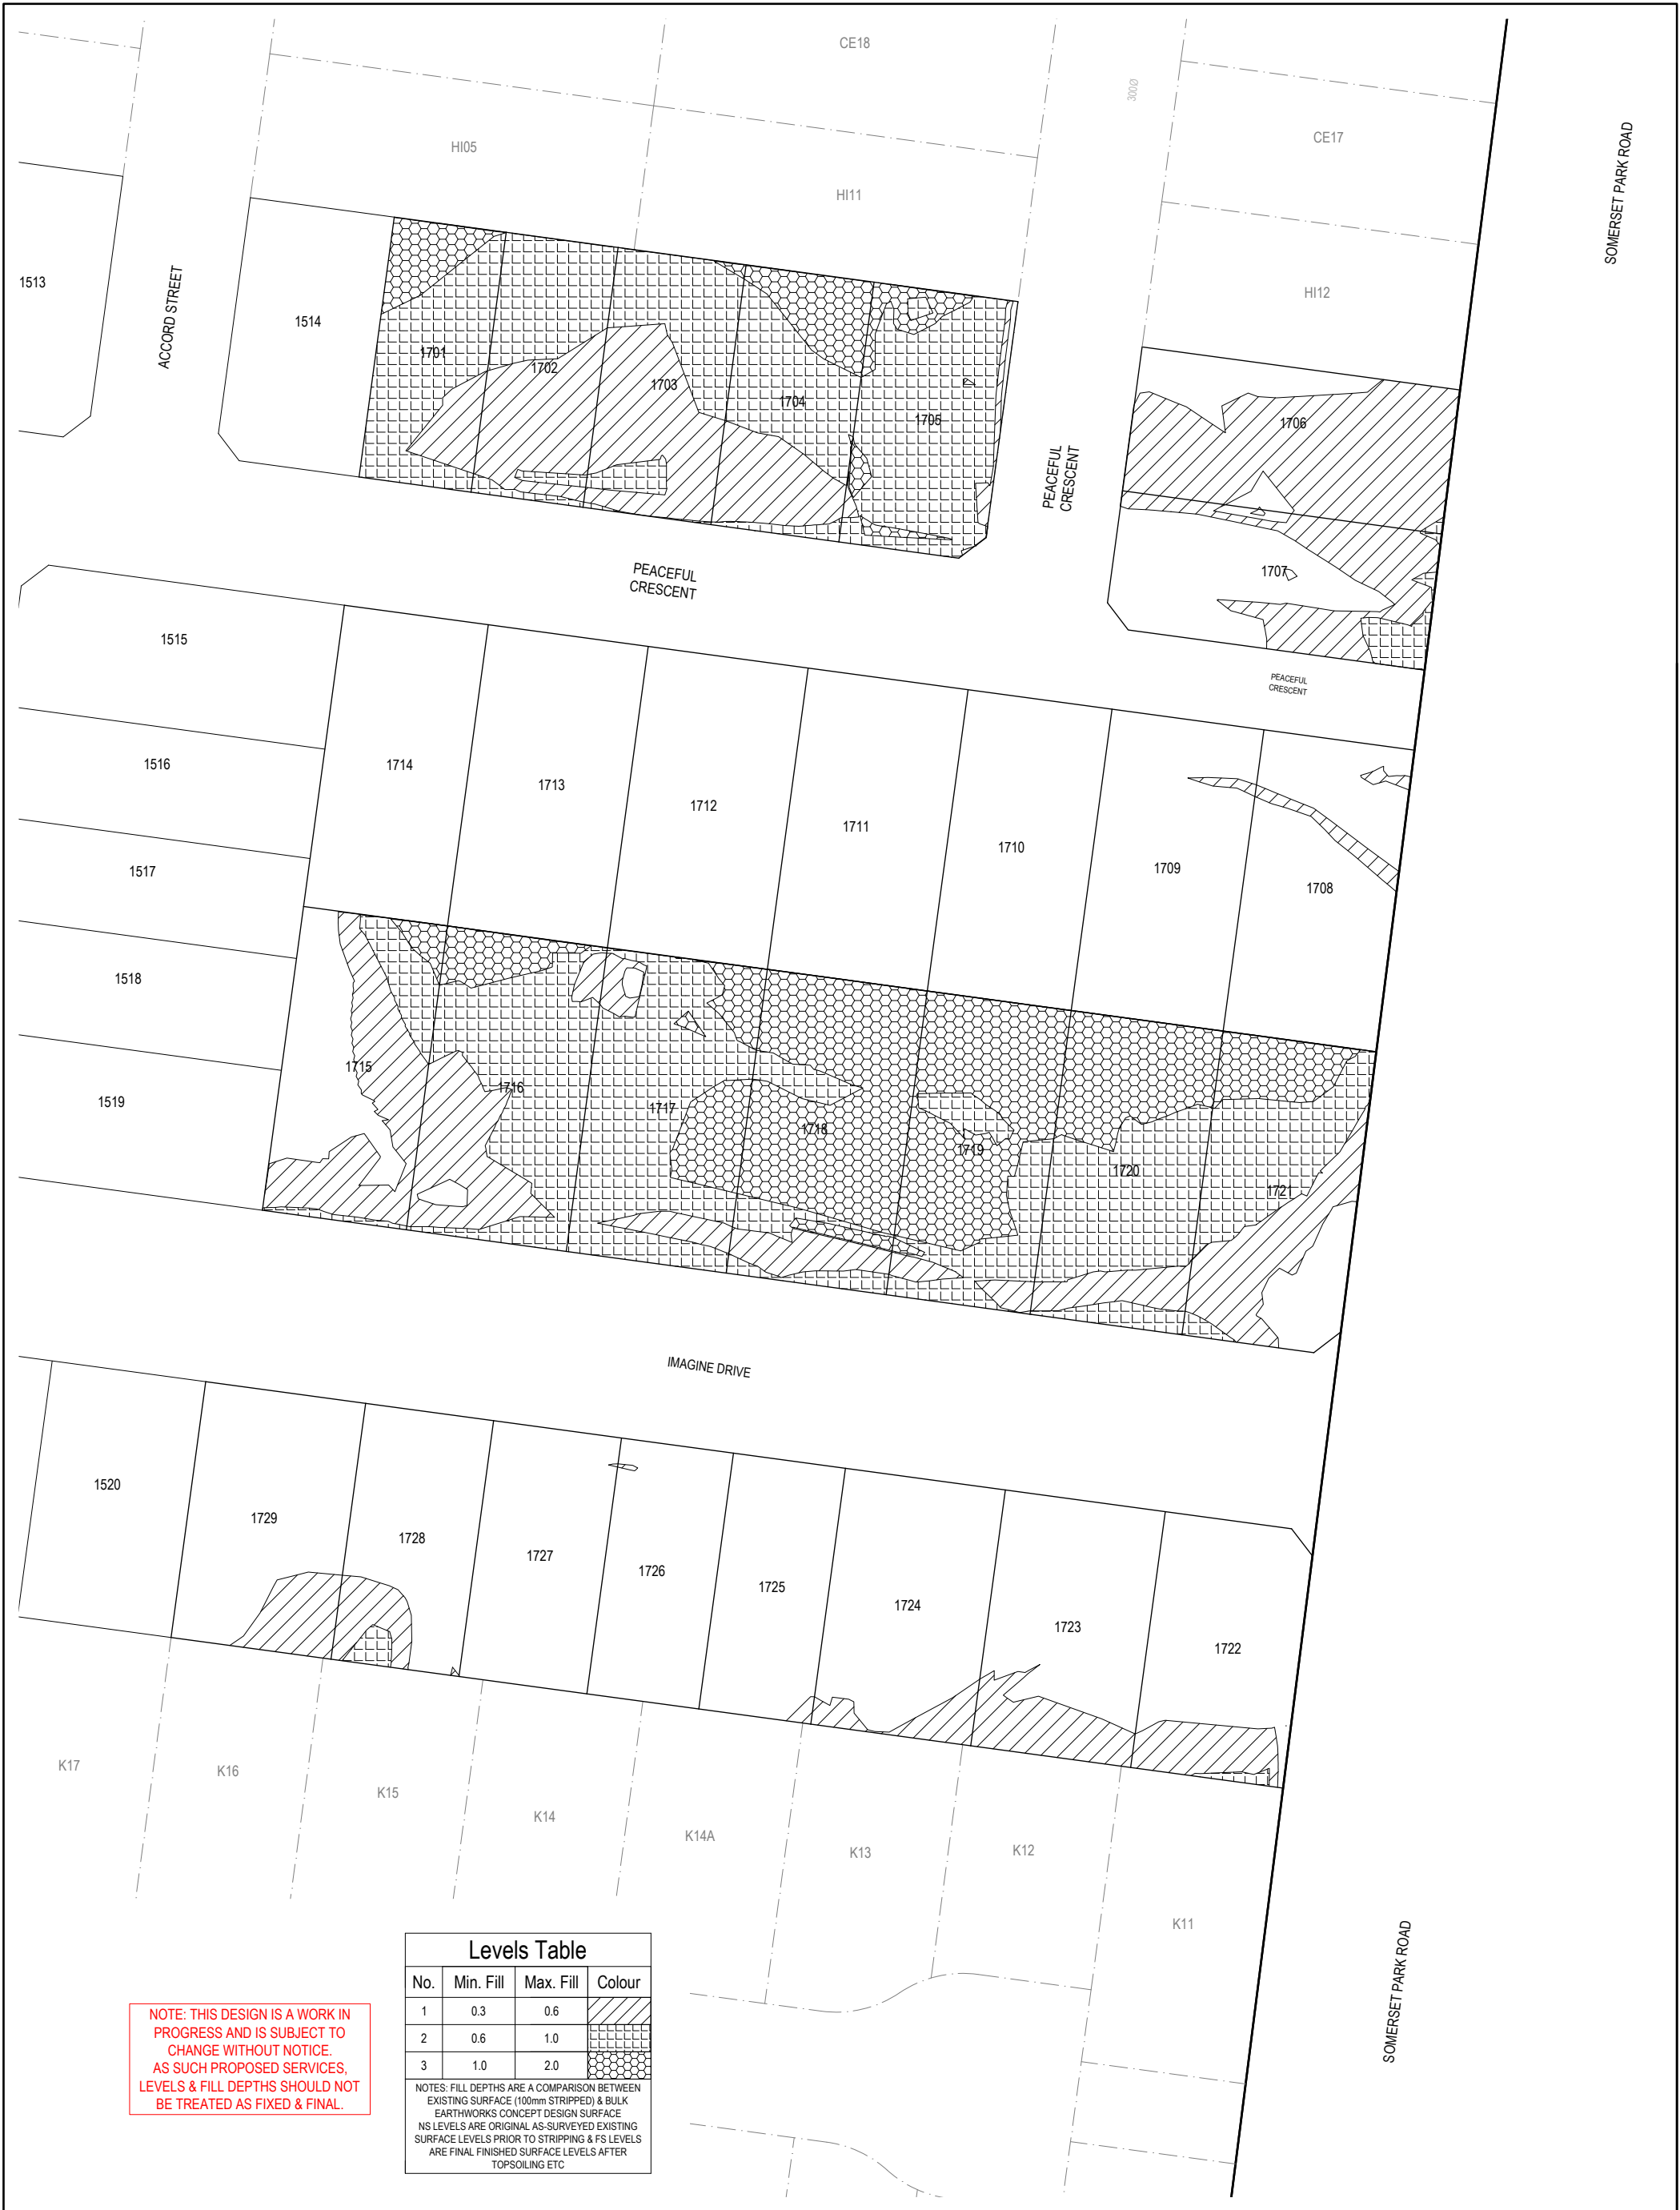 CE18
300Ø
CE17
SOMERSET PARK ROAD
HI05
HI11
HI12
1513
ACCORD STREET
1514
1701
1702
1703
1704
1705
PEACEFUL
CRESCENT
1706
1707
PEACEFUL
CRESCENT
PEACEFUL
CRESCENT
1515
1516
1517
1518
1519
1714
1713
1712
1711
1710
1709
1708
1715
1716
1717
1718
1719
1720
1721
IMAGINE DRIVE
1520
1729
1728
1727
1726
1725
1724
1723
1722
K17
K16
K15
K14
K14A
K13
K12
K11
SOMERSET PARK ROAD
NOTE: THIS DESIGN IS A WORK IN
PROGRESS AND IS SUBJECT TO
CHANGE WITHOUT NOTICE.
AS SUCH PROPOSED SERVICES,
LEVELS & FILL DEPTHS SHOULD NOT
BE TREATED AS FIXED & FINAL.
Levels Table
No. Min. Fill Max. Fill Colour
1 0.3 0.6
2 0.6 1.0
3 1.0 2.0
NOTES: FILL DEPTHS ARE A COMPARISON BETWEEN
EXISTING SURFACE (100mm STRIPPED) & BULK
EARTHWORKS CONCEPT DESIGN SURFACE
NS LEVELS ARE ORIGINAL AS-SURVEYED EXISTING
SURFACE LEVELS PRIOR TO STRIPPING & FS LEVELS
ARE FINAL FINISHED SURFACE LEVELS AFTER
TOPSOILING ETC